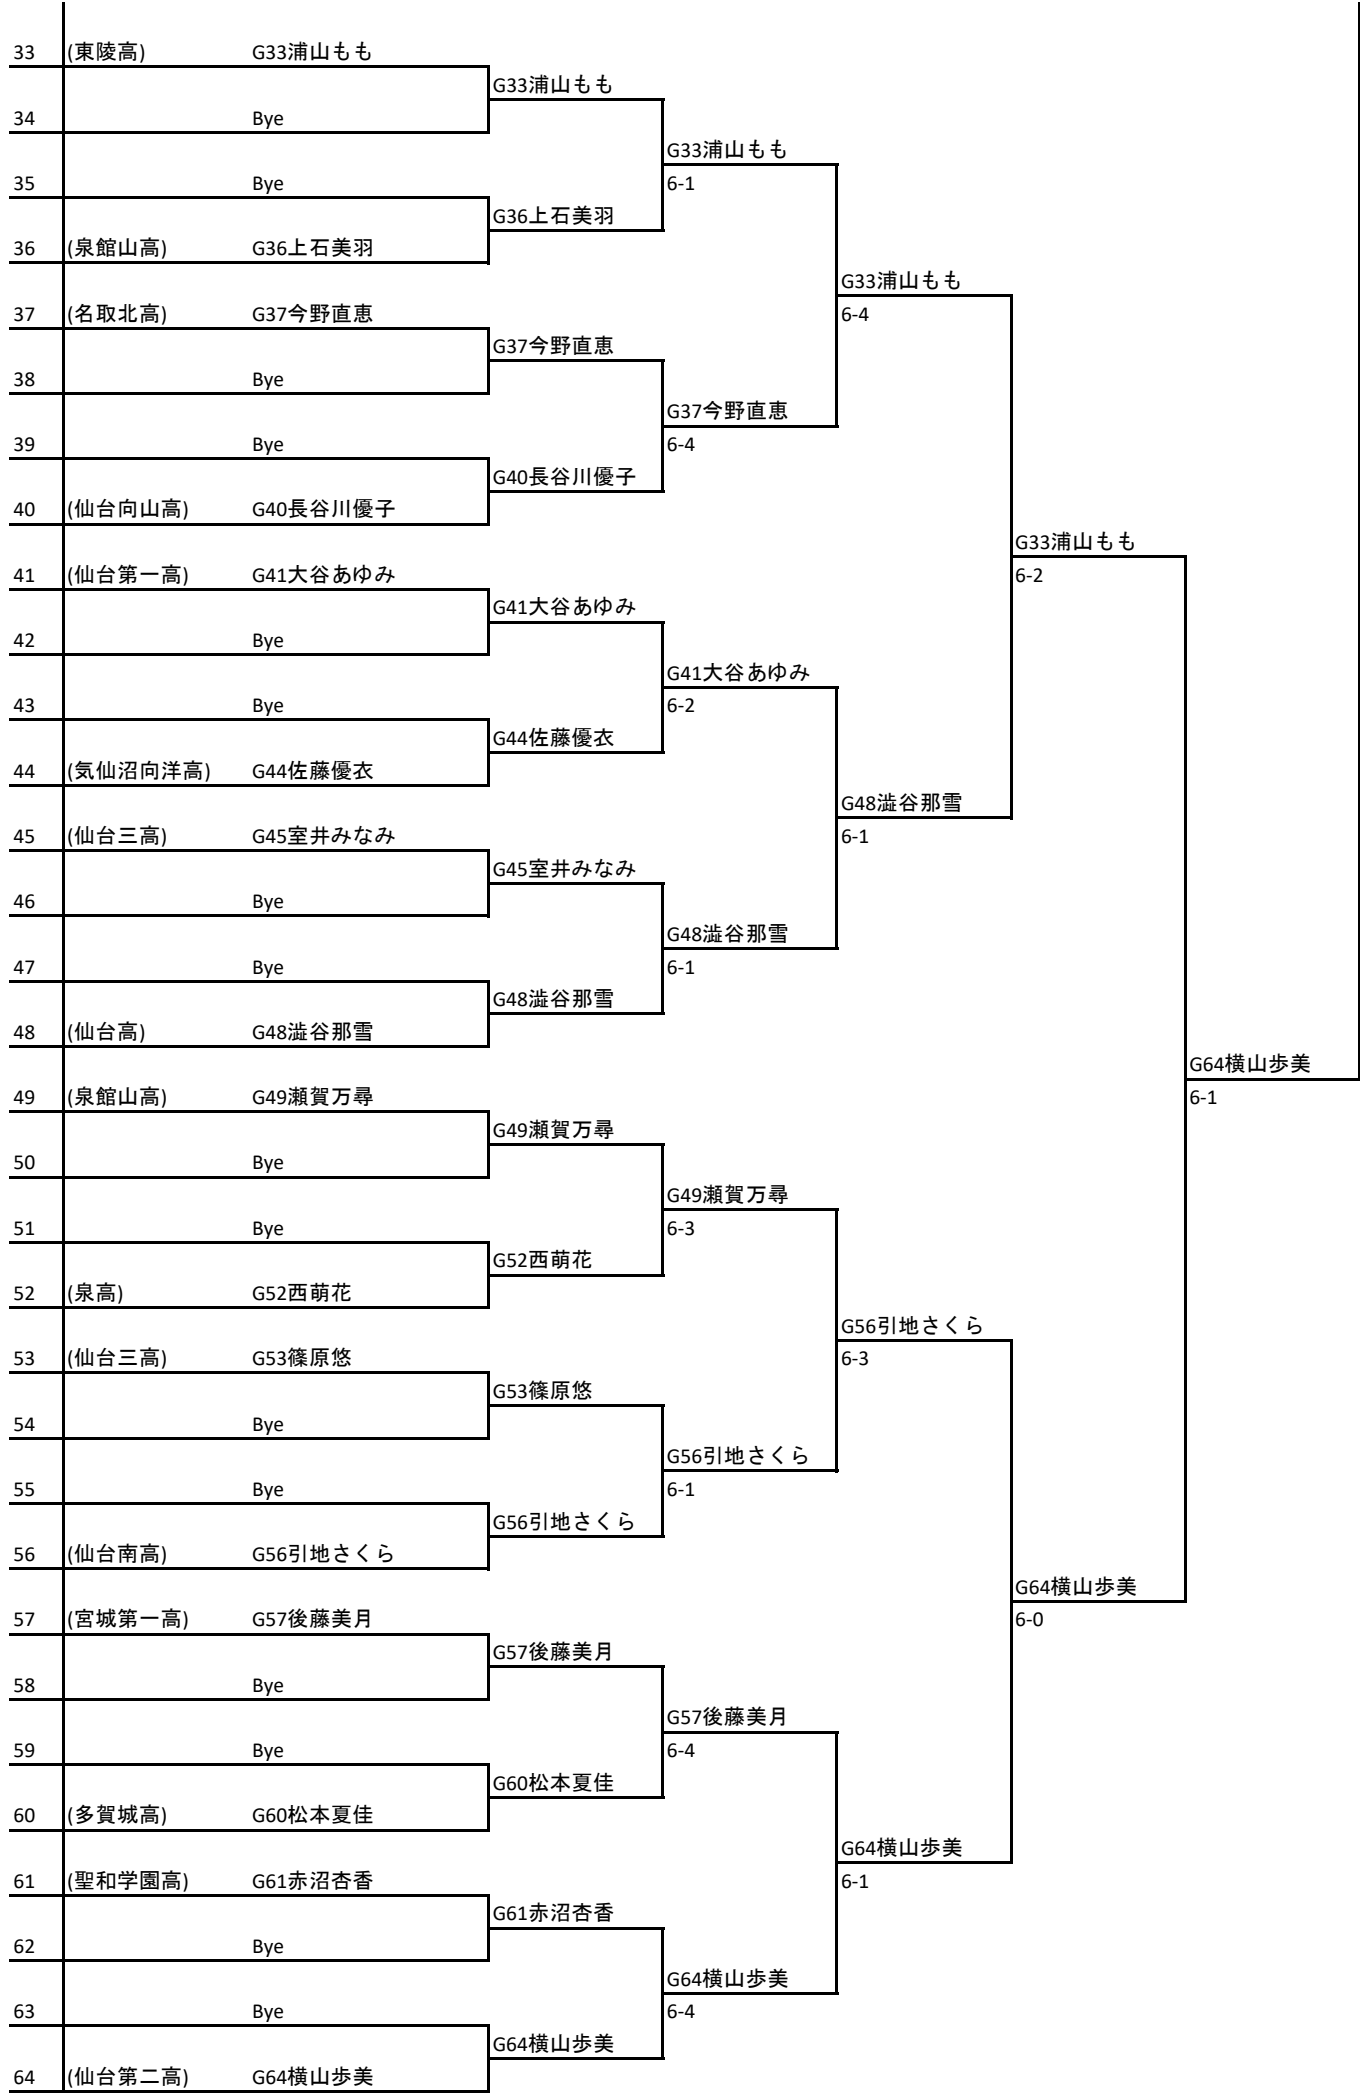 33 (東陵高) G33浦山もも
G33浦山もも
34 Bye
G33浦山もも
35 Bye
6-1
G36上石美羽
36 (泉館山高) G36上石美羽
G33浦山もも
37 (名取北高) G37今野直恵
6-4
G37今野直恵
38 Bye
G37今野直恵
39 Bye
6-4
G40長谷川優子
40 (仙台向山高) G40長谷川優子
G33浦山もも
41 (仙台第一高) G41大谷あゆみ
6-2
G41大谷あゆみ
42 Bye
G41大谷あゆみ
43 Bye
6-2
G44佐藤優衣
44 (気仙沼向洋高) G44佐藤優衣
G48澁谷那雪
45 (仙台三高) G45室井みなみ
6-1
G45室井みなみ
46 Bye
G48澁谷那雪
47 Bye
6-1
G48澁谷那雪
48 (仙台高) G48澁谷那雪
G64横山歩美
49 (泉館山高) G49瀬賀万尋
6-1
G49瀬賀万尋
50 Bye
G49瀬賀万尋
51 Bye
6-3
G52西萌花
52 (泉高) G52西萌花
G56引地さくら
53 (仙台三高) G53篠原悠
6-3
G53篠原悠
54 Bye
G56引地さくら
55 Bye
6-1
G56引地さくら
56 (仙台南高) G56引地さくら
G64横山歩美
57 (宮城第一高) G57後藤美月
6-0
G57後藤美月
58 Bye
G57後藤美月
59 Bye
6-4
G60松本夏佳
60 (多賀城高) G60松本夏佳
G64横山歩美
61 (聖和学園高) G61赤沼杏香
6-1
G61赤沼杏香
62 Bye
G64横山歩美
63 Bye
6-4
G64横山歩美
64 (仙台第二高) G64横山歩美